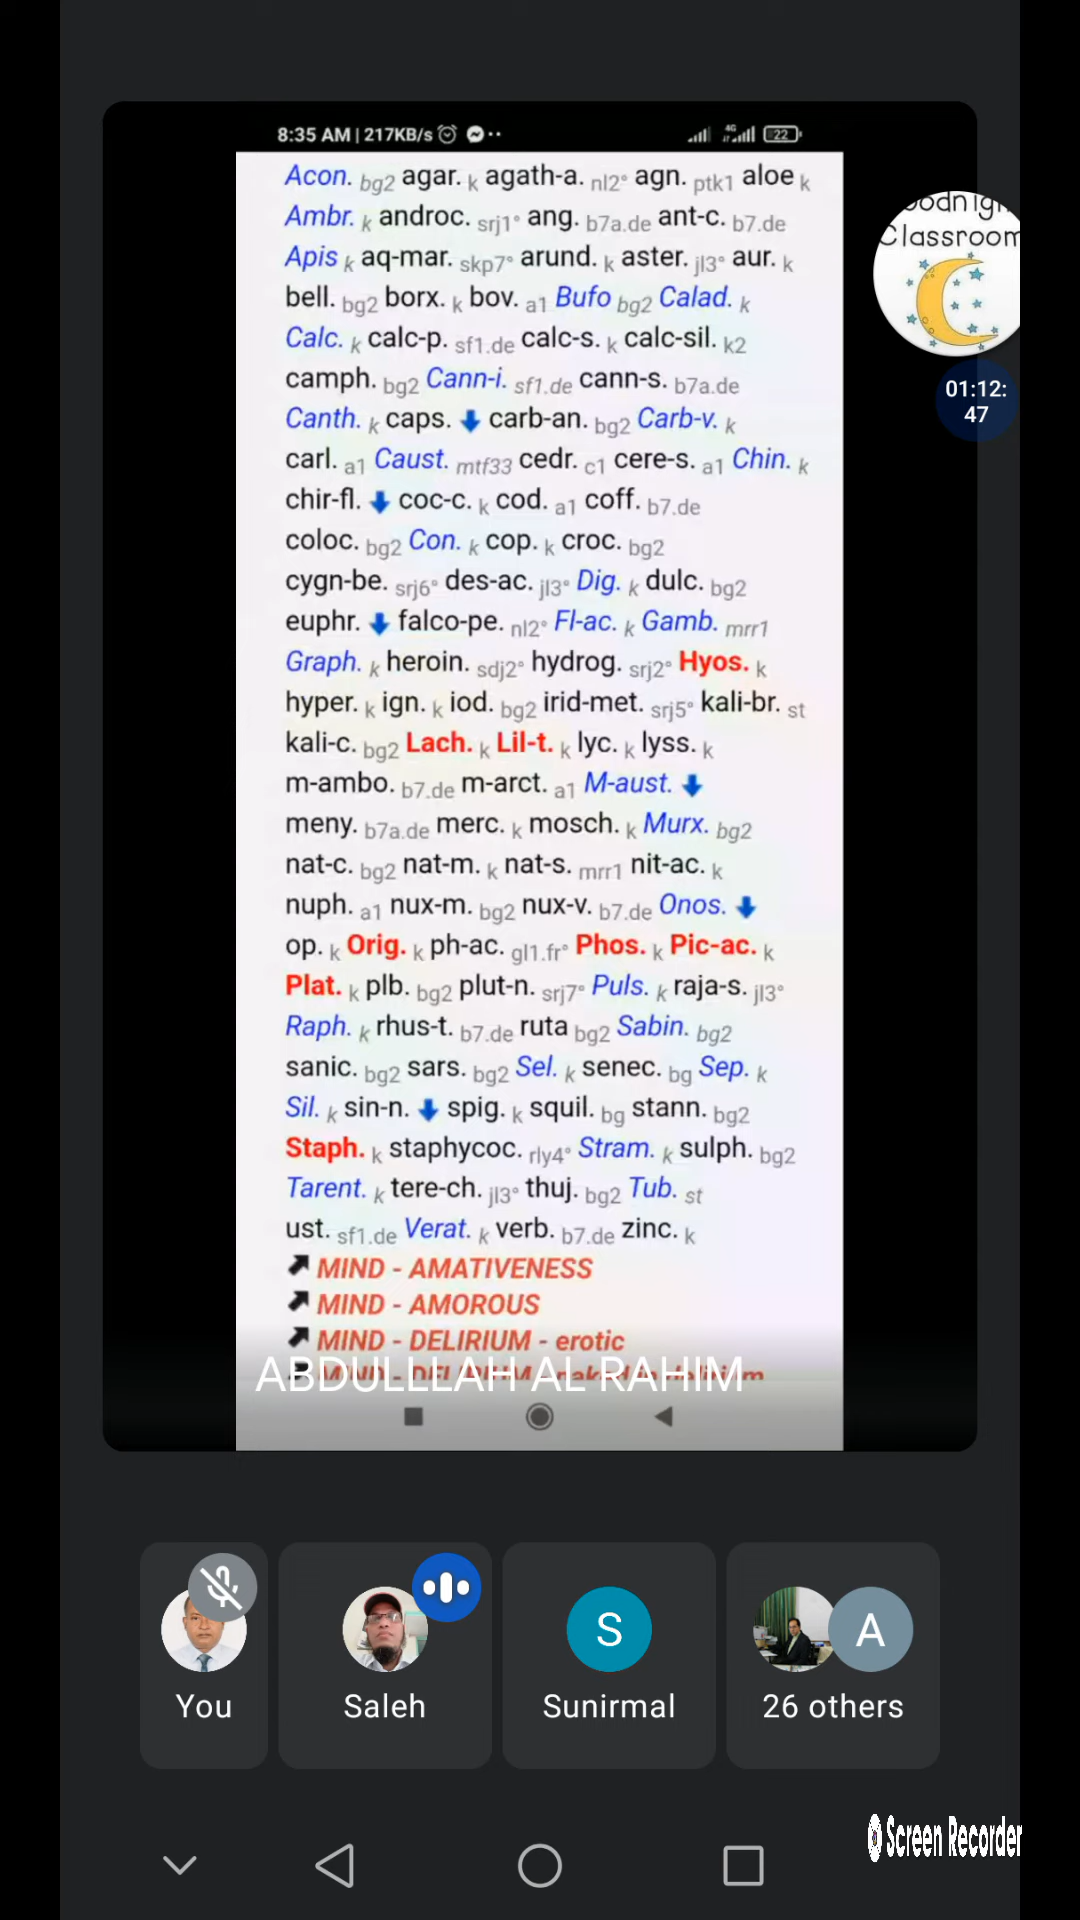 8:35 AM | 217KB/s
4G
22
Acon. bg2 agar. k agath-a. nl2° agn. ptk1 aloe k
Ambr. k androc. srj1° ang. b7a.de ant-c. b7.de
Apis k aq-mar. skp7° arund. k aster. jl3° aur. k
bell. bg2 borx. k bov. a1 Bufo bg2 Calad. k
Calc. k calc-p. sf1.de calc-s. k calc-sil. k2
camph. bg2 Cann-i. sf1.de cann-s. b7a.de
Canth. k caps. carb-an. bg2 Carb-v. k
carl. a1 Caust. mtf33 cedr. c1 cere-s. a1 Chin. k
chir-fl. coc-c. k cod. a1 coff. b7.de
coloc. bg2 Con. k cop. k croc. bg2
cygn-be. srj6° des-ac. jl3° Dig. k dulc. bg2
euphr. falco-pe. nl2° Fl-ac. k Gamb. mrr1
Graph. k heroin. sdj2° hydrog. srj2° Hyos. k
hyper. k ign. k iod. bg2 irid-met. srj5° kali-br. st
kali-c. bg2 Lach. k Lil-t. k lyc. k lyss. k
m-ambo. b7.de m-arct. a1 M-aust.
meny. b7a.de merc. k mosch. k Murx. bg2
nat-c. bg2 nat-m. k nat-s. mrr1 nit-ac. k
nuph. a1 nux-m. bg2 nux-v. b7.de Onos.
op. k Orig. k ph-ac. gl1.fr° Phos. k Pic-ac. k
Plat. k plb. bg2 plut-n. srj7° Puls. k raja-s. jl3°
Raph. k rhus-t. b7.de ruta bg2 Sabin. bg2
sanic. bg2 sars. bg2 Sel. k senec. bg Sep. k
Sil. k sin-n. spig. k squil. bg stann. bg2
Staph. k staphycoc. rly4° Stram. k sulph. bg2
Tarent. k tere-ch. jl3° thuj. bg2 Tub. st
ust. sf1.de Verat. k verb. b7.de zinc. k
MIND - AMATIVENESS
MIND - AMOROUS
MIND - DELIRIUM - erotic
MIND - DELIRIUM
ABDULLLAH AL RAHIM
Classroom
01:12:
47
S
A
You
Saleh
Sunirmal
26 others
Screen Recorder